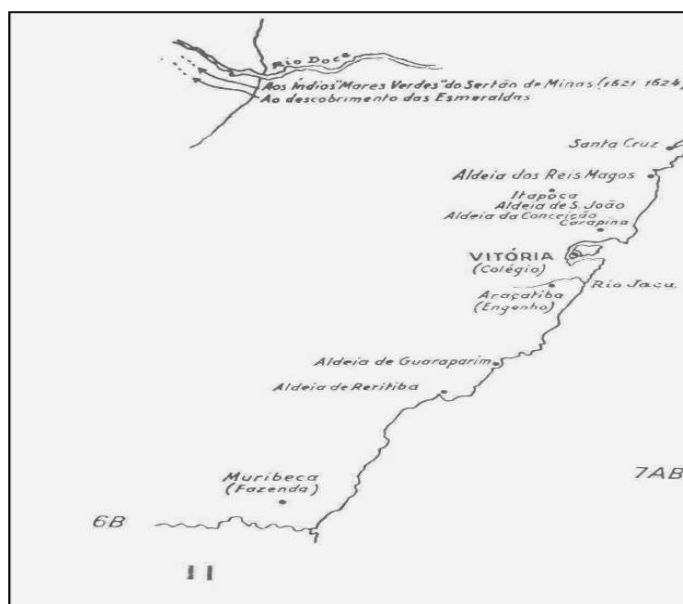 Rio Doc
Aos Índios "Mares Verdes" do Sertão de Minas (1621-1624)
Ao descobrimento das Esmeraldas
Santa Cruz
Aldeia dos Reis Magos
Itapoca
Aldeia de S. João
Aldeia da Conceição
Carapina
VITÓRIA
(Colégio)
Rio Jacu
Araçatiba
(Engenho)
Aldeia de Guaraparim
Aldeia de Reritiba
Muribeca
(Fazenda)
7AB
6B
II